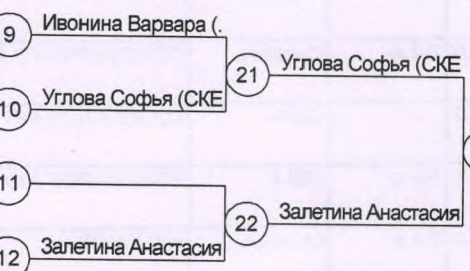 9 Ивонина Варвара (.
Углова Софья (СКЕ
21
10 Углова Софья (СКЕ
11
Залетина Анастасия
22
12 Залетина Анастасия